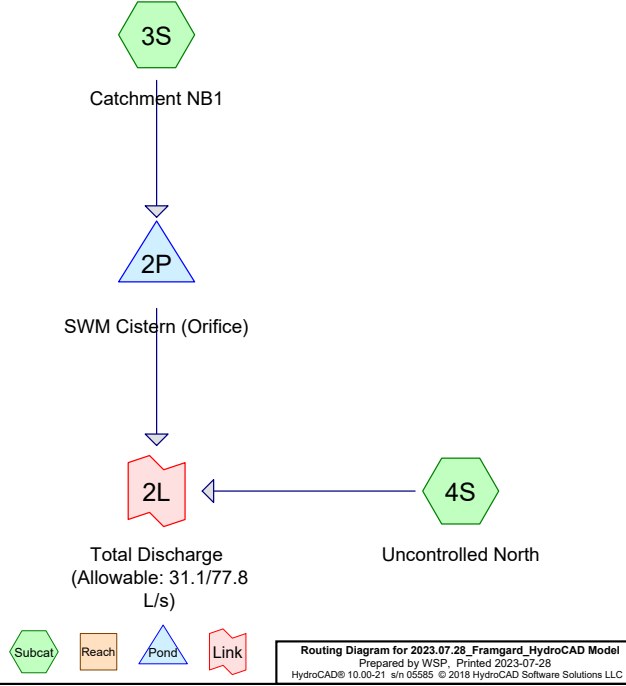 3S
Catchment NB1
2P
SWM Cistern (Orifice)
2L
4S
Total Discharge
(Allowable: 31.1/77.8
L/s)
Uncontrolled North
Subcat
Reach
Pond
Link
Routing Diagram for 2023.07.28_Framgard_HydroCAD Model
Prepared by WSP, Printed 2023-07-28
HydroCAD® 10.00-21 s/n 05585 © 2018 HydroCAD Software Solutions LLC